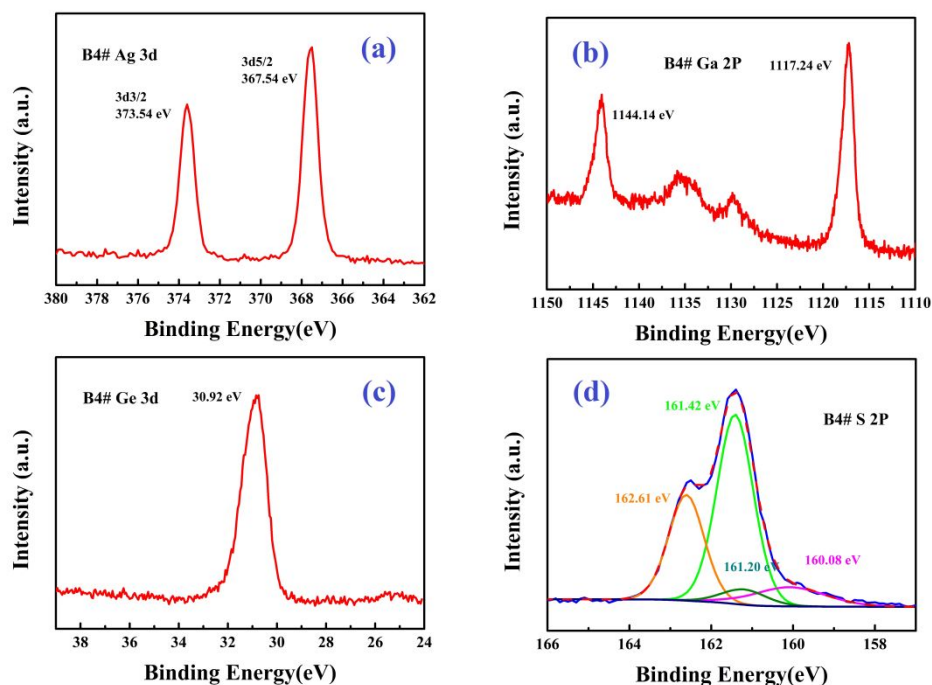 (a)
B4# Ag 3d
3d5/2
367.54 eV
3d3/2
373.54 eV
Intensity (a.u.)
380 378 376 374 372 370 368 366 364 362
Binding Energy(eV)
(b)
B4# Ga 2P
1117.24 eV
1144.14 eV
Intensity (a.u.)
1150 1145 1140 1135 1130 1125 1120 1115 1110
Binding Energy(eV)
(c)
B4# Ge 3d
30.92 eV
Intensity (a.u.)
38 36 34 32 30 28 26 24
Binding Energy(eV)
(d)
161.42 eV
B4# S 2P
162.61 eV
161.20 eV
160.08 eV
Intensity (a.u.)
166 164 162 160 158
Binding Energy(eV)